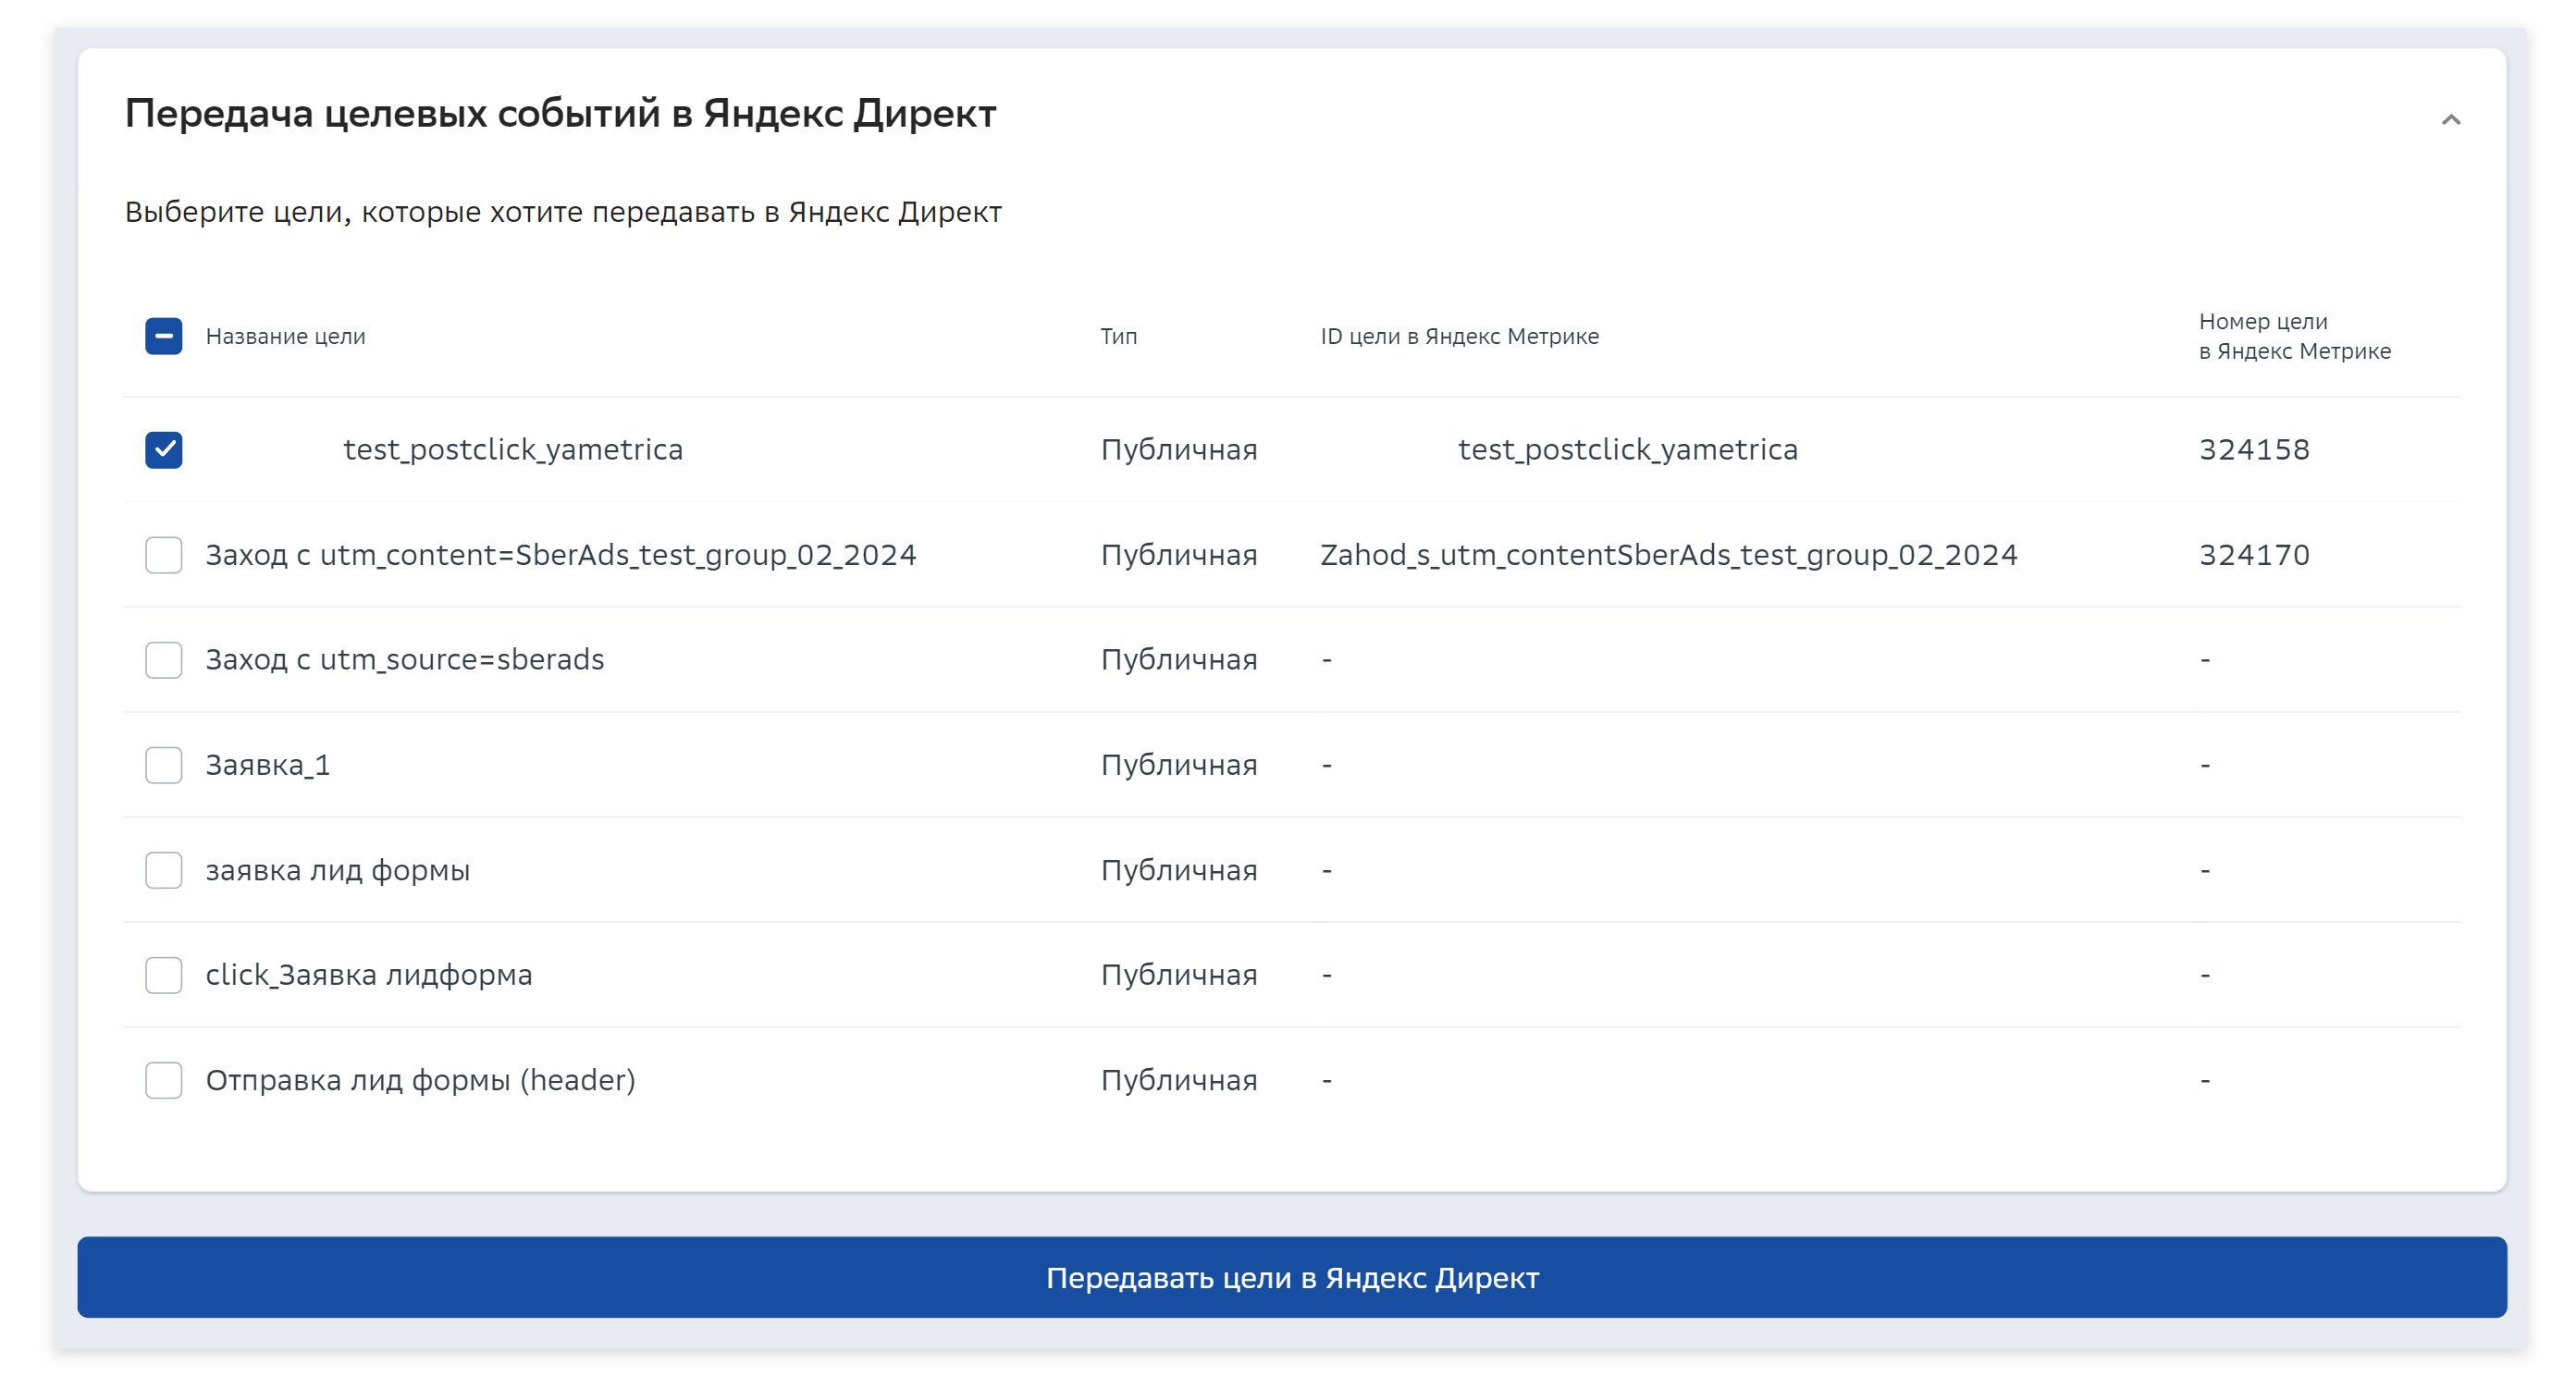 Передача целевых событий в Яндекс Директ
Выберите цели, которые хотите передавать в Яндекс Директ
Название цели Тип ID цели в Яндекс Метрике Номер цели
в Яндекс Метрике
test_postclick_yametrica Публичная test_postclick_yametrica 324158
Заход с utm_content=SberAds_test_group_02_2024 Публичная Zahod_s_utm_contentSberAds_test_group_02_2024 324170
Заход с utm_source=sberads Публичная - -
Заявка_1 Публичная - -
заявка лид формы Публичная - -
click_Заявка лидформа Публичная - -
Отправка лид формы (header) Публичная - -
Передавать цели в Яндекс Директ